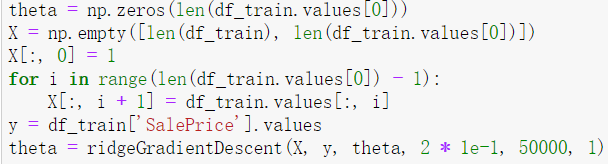 theta = np.zeros(len(df_train.values[0]))
X = np.empty([len(df_train), len(df_train.values[0])])
X[:, 0] = 1
for i in range(len(df_train.values[0]) - 1):
    X[:, i + 1] = df_train.values[:, i]
y = df_train['SalePrice'].values
theta = ridgeGradientDescent(X, y, theta, 2 * 1e-1, 50000, 1)